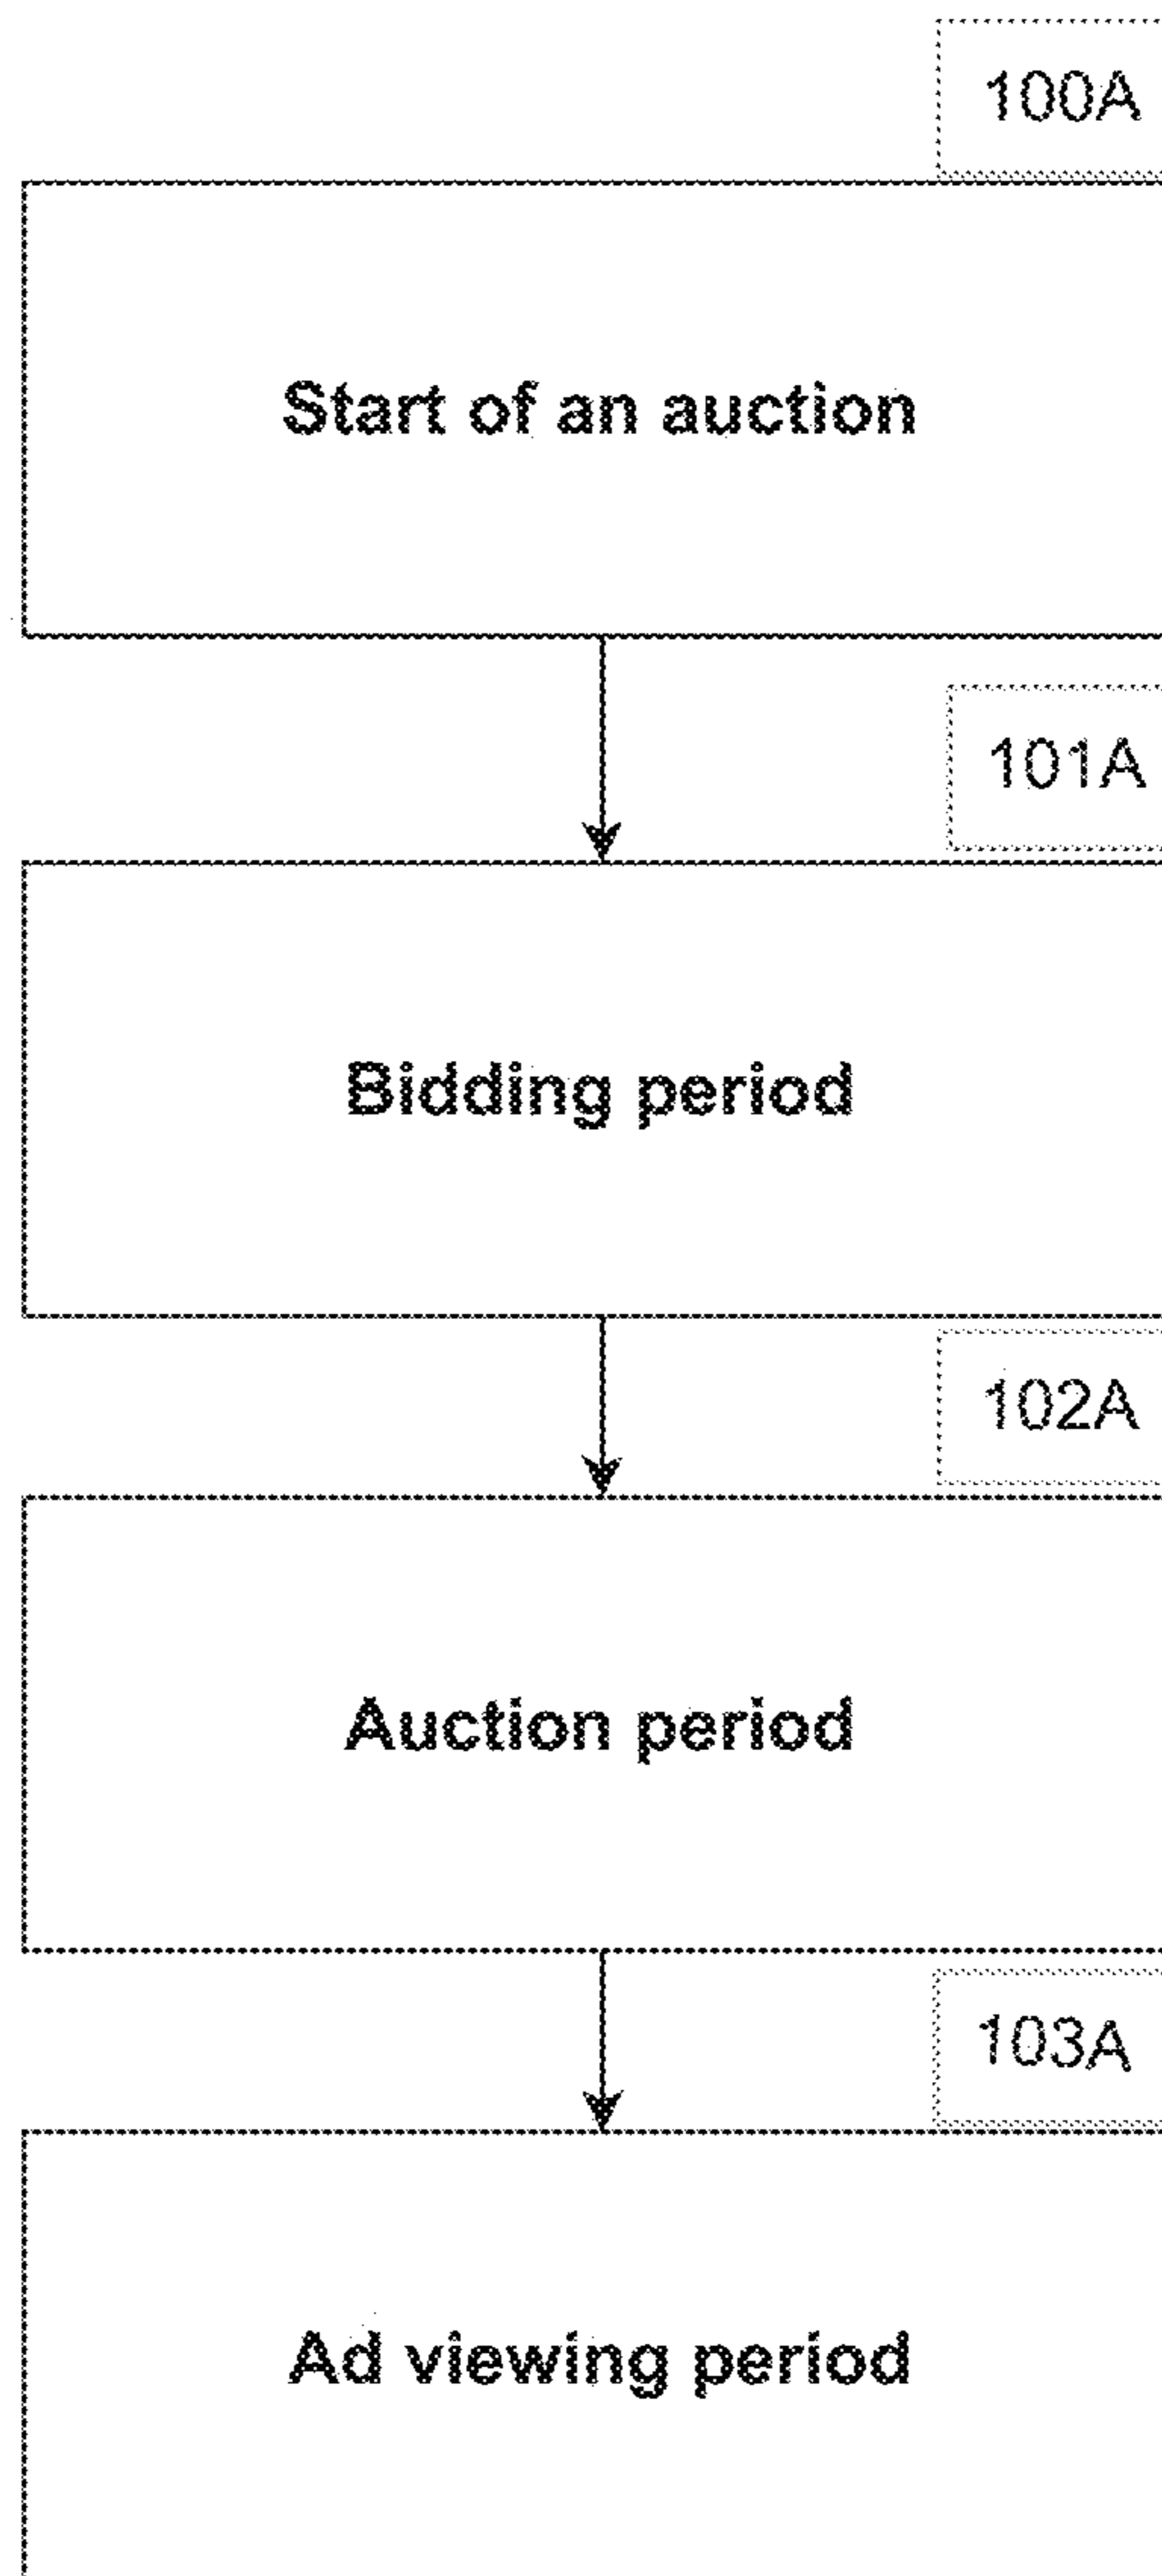 100A
Start of an auction
101A
Bidding period
102A
Auction period
103A
Ad viewing period